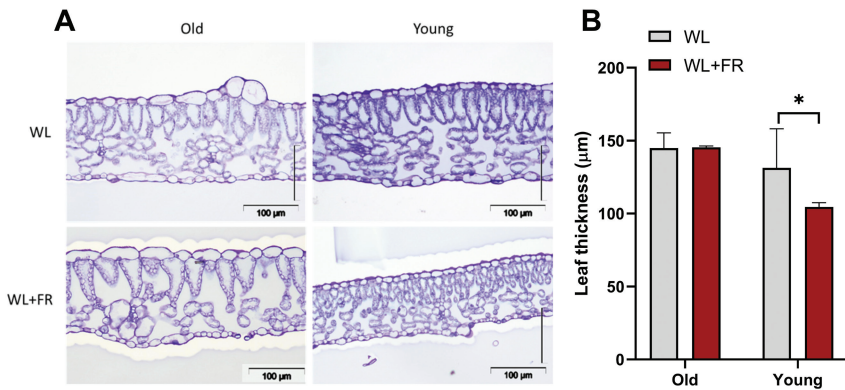 A
Old
Young
WL
WL+FR
100 µm
100 µm
100 µm
100 µm
B
WL
WL+FR
*
Leaf thickness (µm)
200
150
100
50
0
Old
Young